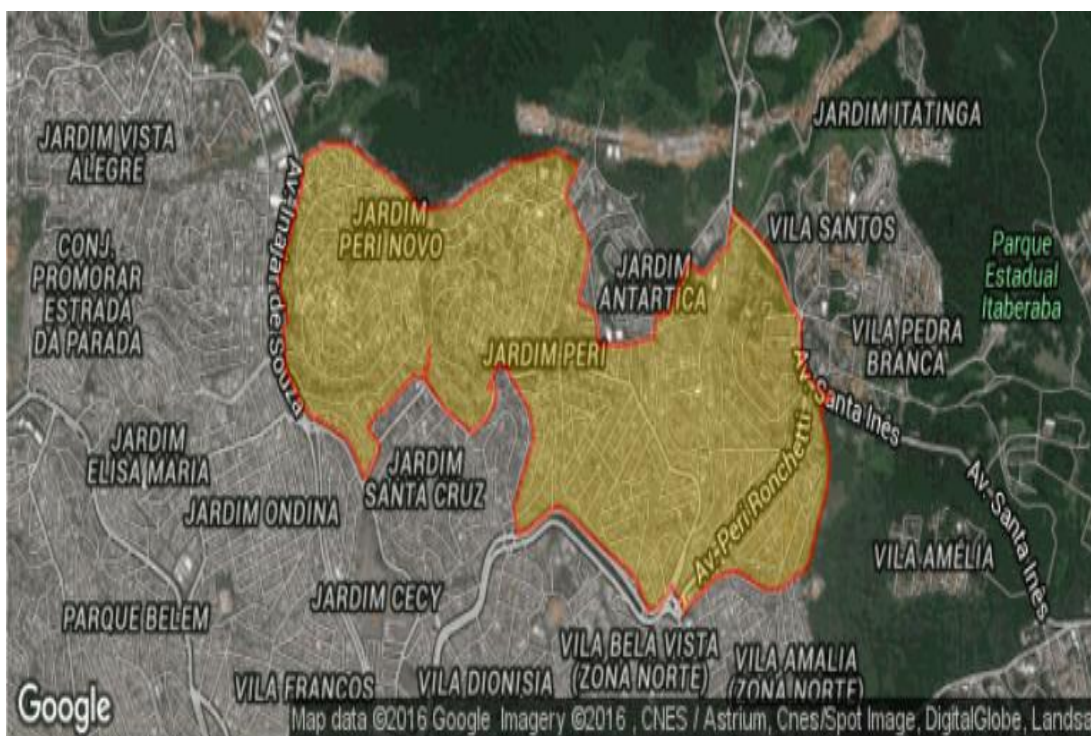 JARDIM VISTA
ALEGRE
JARDIM ITATINGA
Av. Inajar de Souza
JARDIM
PERI NOVO
VILA SANTOS
CONJ.
PROMORAR
ESTRADA
DA PARADA
JARDIM
ANTARTICA
Parque
Estadual
Itaberaba
JARDIM PERI
VILA PEDRA
BRANCA
Av. Santa Inés
JARDIM
ELISA MARIA
JARDIM
SANTA CRUZ
JARDIM ONDINA
Av. Peri Ronchetti
Av. Santa Inés
VILA AMÉLIA
JARDIM CECY
PARQUE BELEM
VILA BELA VISTA
(ZONA NORTE)
VILA AMALIA
(ZONA NORTE)
VILA FRANCOS
VILA DIONISIA
Google
Map data ©2016 Google Imagery ©2016 , CNES / Astrium, Cnes/Spot Image, DigitalGlobe, Landsa